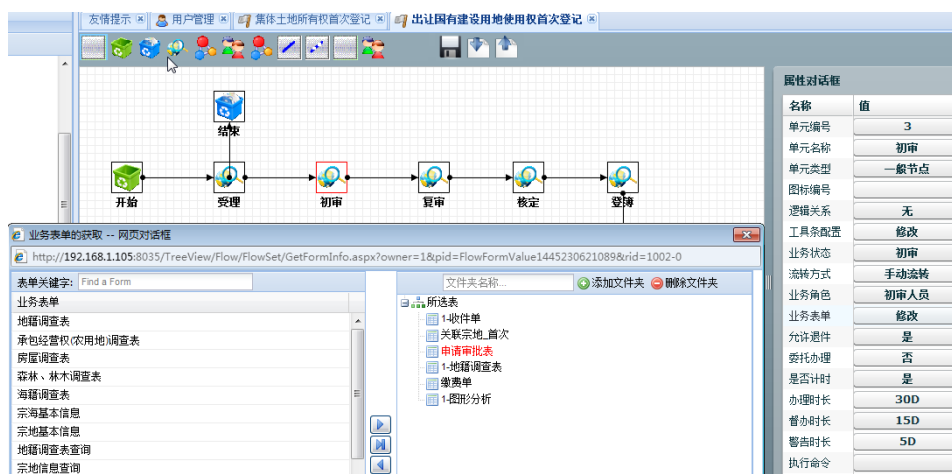 友情提示 用户管理 集体土地所有权首次登记 出让国有建设用地使用权首次登记
结束
开始 受理 初审 复审 核定 登簿
属性对话框
名称 值
单元编号 3
单元名称 初审
单元类型 一般节点
图标编号
逻辑关系 无
工具条配置 修改
业务状态 初审
流转方式 手动流转
业务角色 初审人员
业务表单 修改
允许退件 是
委托办理 否
是否计时 是
办理时长 30D
督办时长 15D
警告时长 5D
执行命令
业务表单的获取 -- 网页对话框
http://192.168.1.105:8035/TreeView/Flow/FlowSet/GetFormInfo.aspx?owner=1&pid=FlowFormValue1445230621089&rid=1002-0
表单关键字: Find a Form
业务表单
地籍调查表
承包经营权(农用地)调查表
房屋调查表
森林、林木调查表
海籍调查表
宗海基本信息
宗地基本信息
地籍调查表查询
宗地信息查询
文件夹名称... 添加文件夹 删除文件夹
所选表
1-收件单
关联宗地_首次
申请审批表
1-地籍调查表
缴费单
1-图形分析